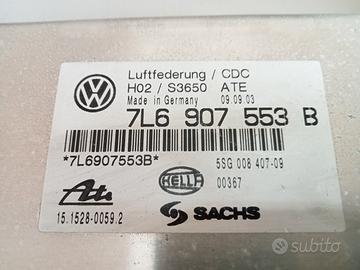 Luftfederung / CDC
H02 / S3650 ATE
Made in Germany 09.09.03
7L6 907 553 B
*7L6907553B*
5SG 008 407-09
Ate
HELLA
00367
SACHS
15.1528-0059.2
subito